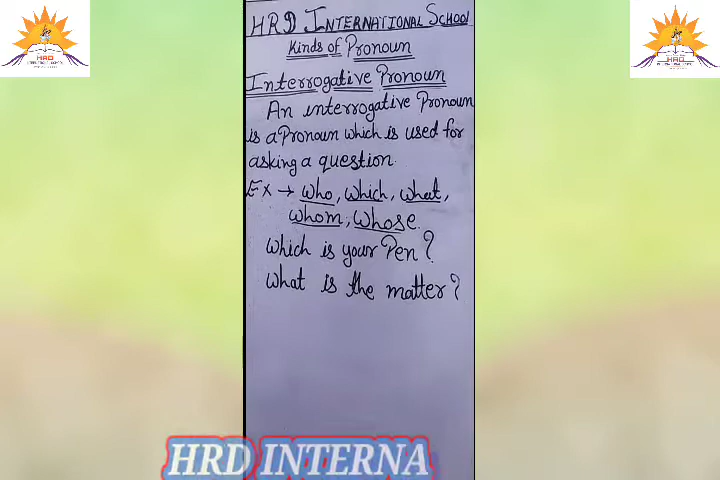 HRD INTERNATIONAL SCHOOL
Kinds of Pronoun
Interrogative Pronoun
An interrogative Pronoun
is a Pronoun which is used for
asking a question.
Ex → who, which, what,
whom, whose.
Which is your Pen?
What is the matter?
HRD
HRD
HRD INTERNA